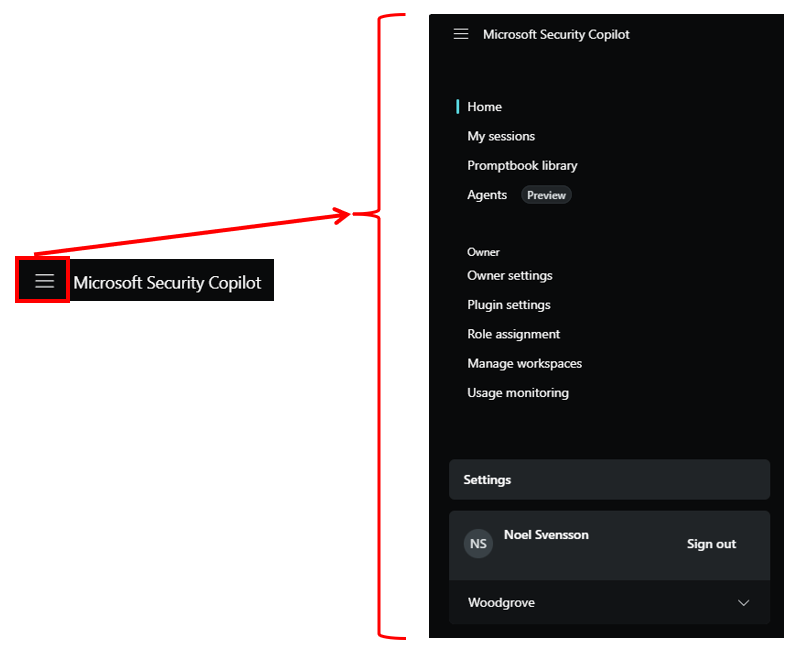 Microsoft Security Copilot
Microsoft Security Copilot
Home
My sessions
Promptbook library
Agents Preview
Owner
Owner settings
Plugin settings
Role assignment
Manage workspaces
Usage monitoring
Settings
NS Noel Svensson Sign out
Woodgrove